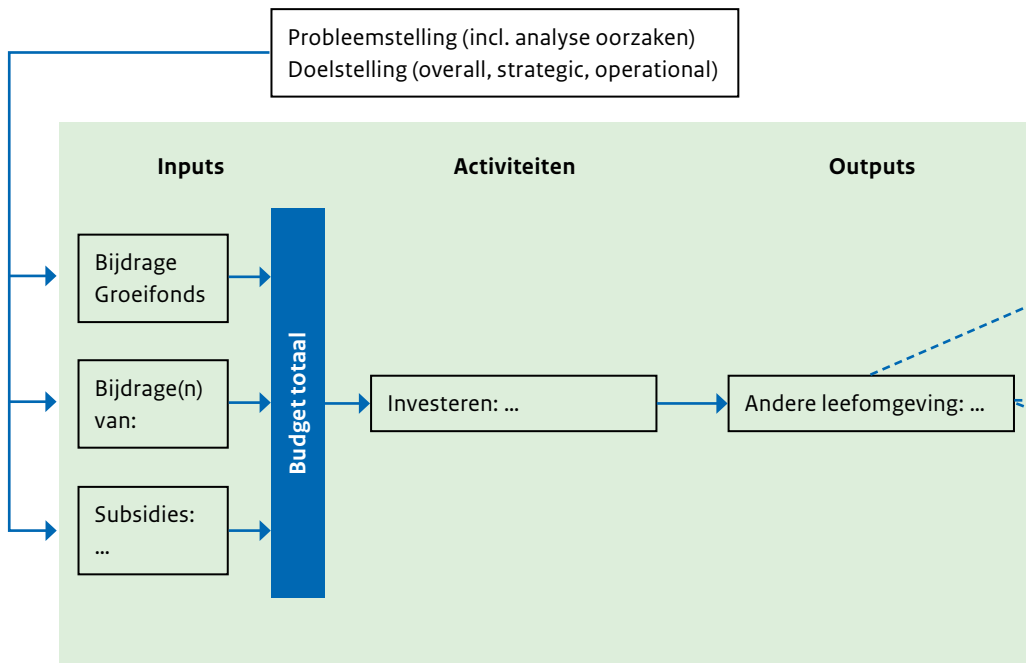 Probleemstelling (incl. analyse oorzaken)
Doelstelling (overall, strategic, operational)
Inputs
Activiteiten
Outputs
Bijdrage
Groeifonds
Bijdrage(n)
van:
Subsidies:
...
Budget totaal
Investeren: ...
Andere leefomgeving: ...